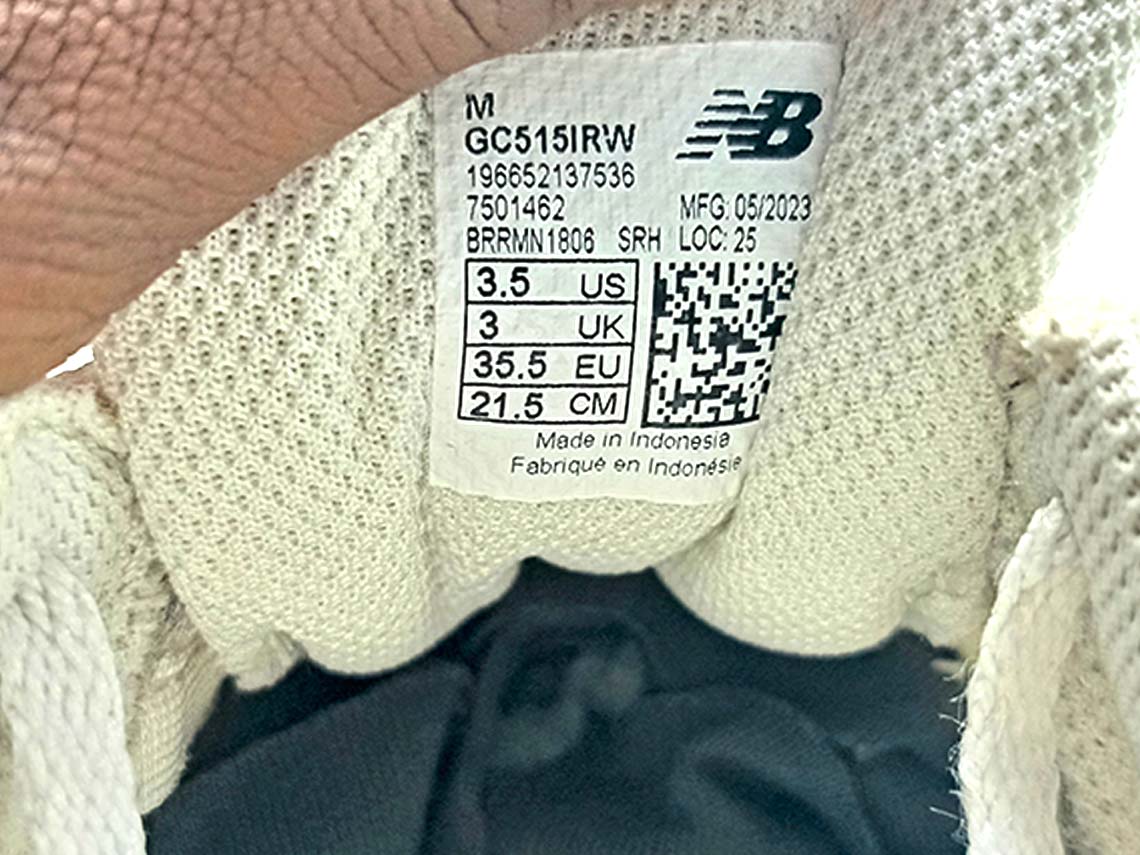 M
NB
GC515IRW
196652137536
7501462 MFG: 05/2023
BRRMN1806 SRH LOC: 25
3.5 US
3 UK
35.5 EU
21.5 CM
Made in Indonesia
Fabriqué en Indonésie